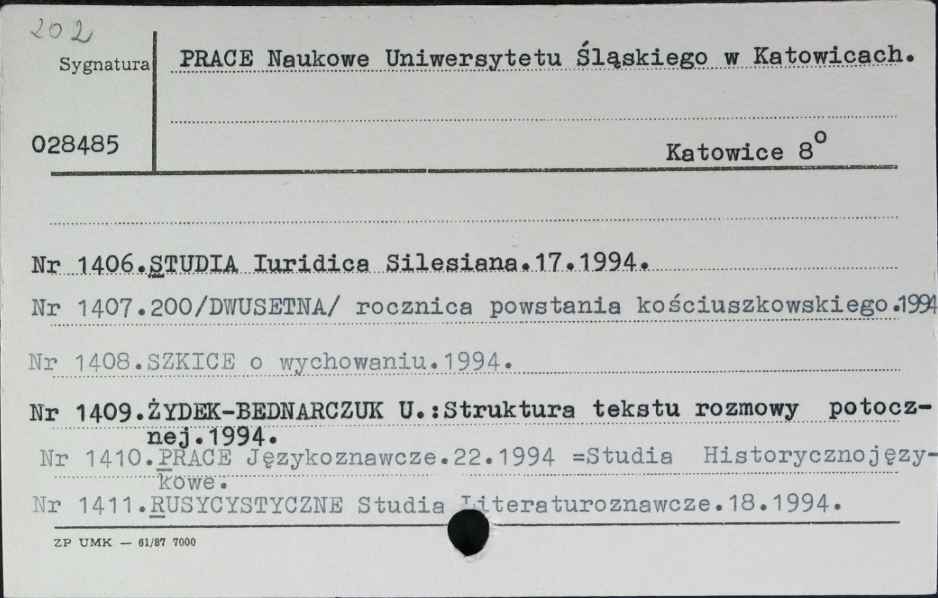 202
Sygnatura
PRACE Naukowe Uniwersytetu Śląskiego w Katowicach.
028485
Katowice 8°
Nr 1406.STUDIA Iuridica Silesiana.17.1994.
Nr 1407.200/DWUSETNA/ rocznica powstania kościuszkowskiego.1994
Nr 1408.SZKICE o wychowaniu.1994.
Nr 1409.ŻYDEK-BEDNARCZUK U.:Struktura tekstu rozmowy potocz-
nej.1994.
Nr 1410.PRACE Językoznawcze.22.1994 =Studia Historycznojęzy-
kowe.
Nr 1411.RUSYCYSTYCZNE Studia Literaturoznawcze.18.1994.
ZP UMK — 61/87 7000